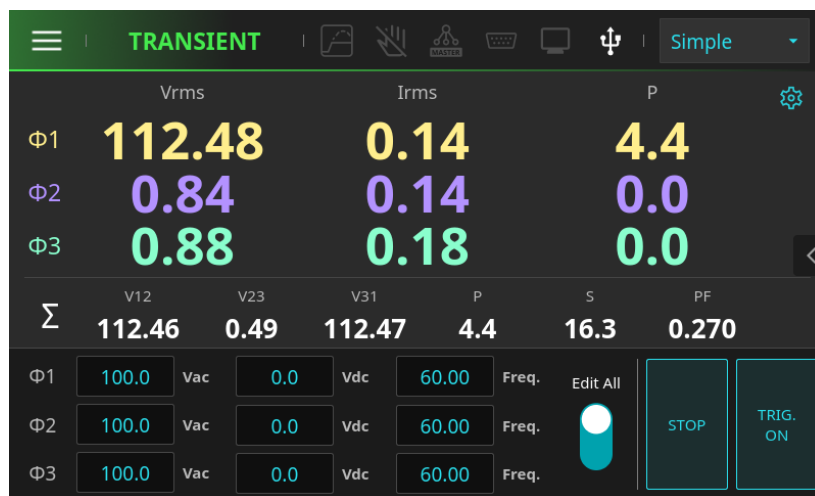 TRANSIENT MASTER Simple
Vrms Irms P
Φ1 112.48 0.14 4.4
Φ2 0.84 0.14 0.0
Φ3 0.88 0.18 0.0
V12 V23 V31 P S PF
Σ 112.46 0.49 112.47 4.4 16.3 0.270
Φ1 100.0 Vac 0.0 Vdc 60.00 Freq. Edit All
Φ2 100.0 Vac 0.0 Vdc 60.00 Freq. STOP TRIG. ON
Φ3 100.0 Vac 0.0 Vdc 60.00 Freq.